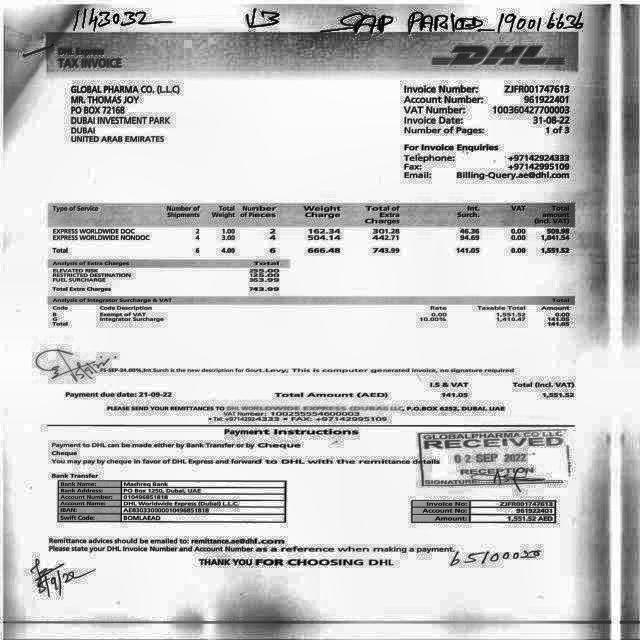 1143032 V3 SAP PARKED_190016636
DHL Express
TAX INVOICE
DHL
GLOBAL PHARMA CO. (L.L.C)
MR. THOMAS JOY
PO BOX 72168
DUBAI INVESTMENT PARK
DUBAI
UNITED ARAB EMIRATES
Invoice Number: ZJFR001747613
Account Number: 961922401
VAT Number: 100360427700003
Invoice Date: 31-08-22
Number of Pages: 1 of 3
For Invoice Enquiries
Telephone: +97142924333
Fax: +97142995109
Email: Billing-Query.ae@dhl.com
Type of Service Number of Shipments Total Weight Number of Pieces Weight Charge Total of Extra Charges Int. Surch. VAT Total amount (incl. VAT)
EXPRESS WORLDWIDE DOC 2 1.00 2 162.34 301.28 46.36 0.00 509.98
EXPRESS WORLDWIDE NONDOC 4 3.00 4 504.14 442.71 94.69 0.00 1,041.54
Total 6 4.00 6 666.48 743.99 141.05 0.00 1,551.52
Analysis of Extra Charges Total
ELEVATED RISK 255.00
RESTRICTED DESTINATION 135.00
FUEL SURCHARGE 353.99
Total Extra Charges 743.99
Analysis of Integrator Surcharge & VAT Total
Code Code Description Rate Taxable Total Amount
B Exempt of VAT 0.00 1,551.52 0.00
G Integrator Surcharge 10.00% 1,410.47 141.05
Total 141.05
Int.Surch is the new description for Govt.Levy; This is computer generated invoice, no signature required
I.S & VAT Total (Incl. VAT)
Payment due date: 21-09-22 Total Amount (AED) 141.05 1,551.52
PLEASE SEND YOUR REMITTANCES TO DHL WORLDWIDE EXPRESS (DUBAI) LLC, P.O.BOX 6252, DUBAI, UAE
VAT Number: 100255554600003
• Tel: +97142924333 • FAX: +97142995109
Payment Instructions
Payment to DHL can be made either by Bank Transfer or by Cheque
Cheque
You may pay by cheque in favor of DHL Express and forward to DHL with the remittance details
GLOBAL PHARMA CO LLC
RECEIVED
02 SEP 2022
RECEPTION
SIGNATURE
Bank Transfer
Bank Name: Mashreq Bank
Bank Address: PO Box 1250, Dubai, UAE
Account Number: 010496851818
Account Name: DHL Worldwide Express (Dubai) L.L.C.
IBAN: AE830330000010496851818
Swift Code: BOMLAEAD
Invoice No: ZJFR001747613
Account No: 961922401
Amount: 1,551.52 AED
Remittance advices should be emailed to: remittance.ae@dhl.com
Please state your DHL Invoice Number and Account Number as a reference when making a payment.
THANK YOU FOR CHOOSING DHL
65100020